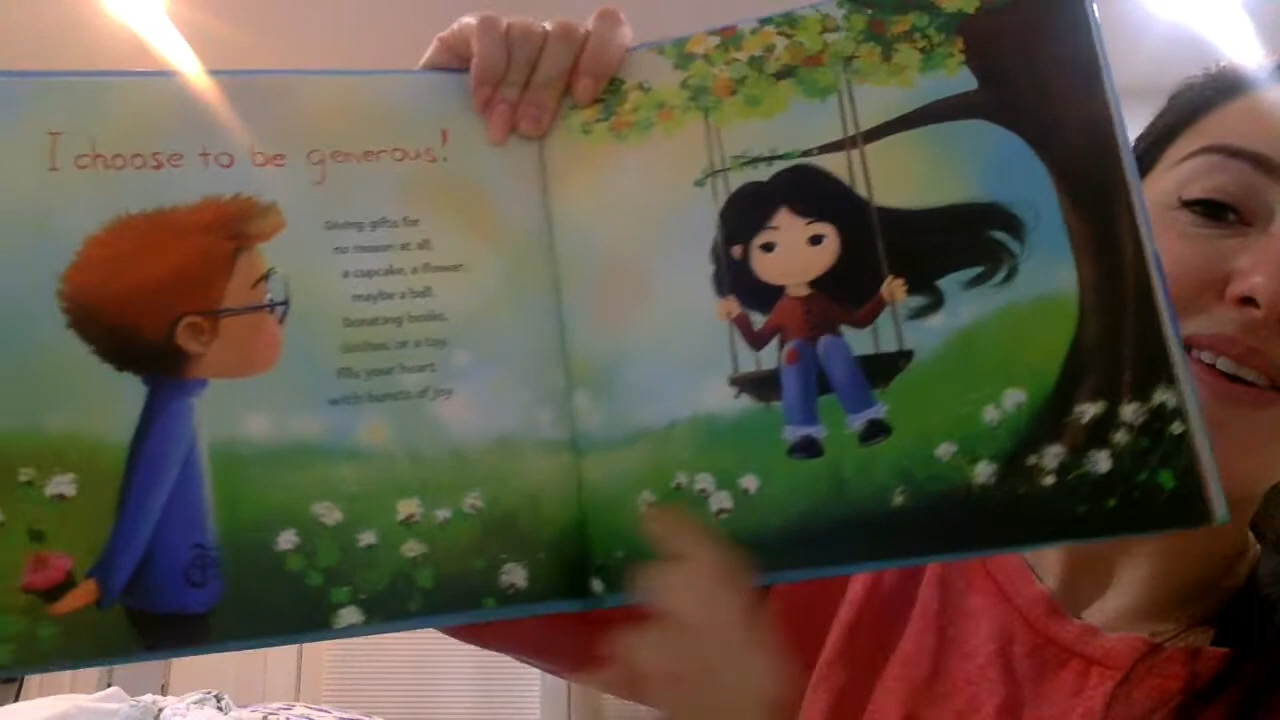 I choose to be generous!
Giving gifts for
no reason at all,
a cupcake, a flower
maybe a ball.
Donating books,
clothes, or a toy
fills your heart
with bursts of joy